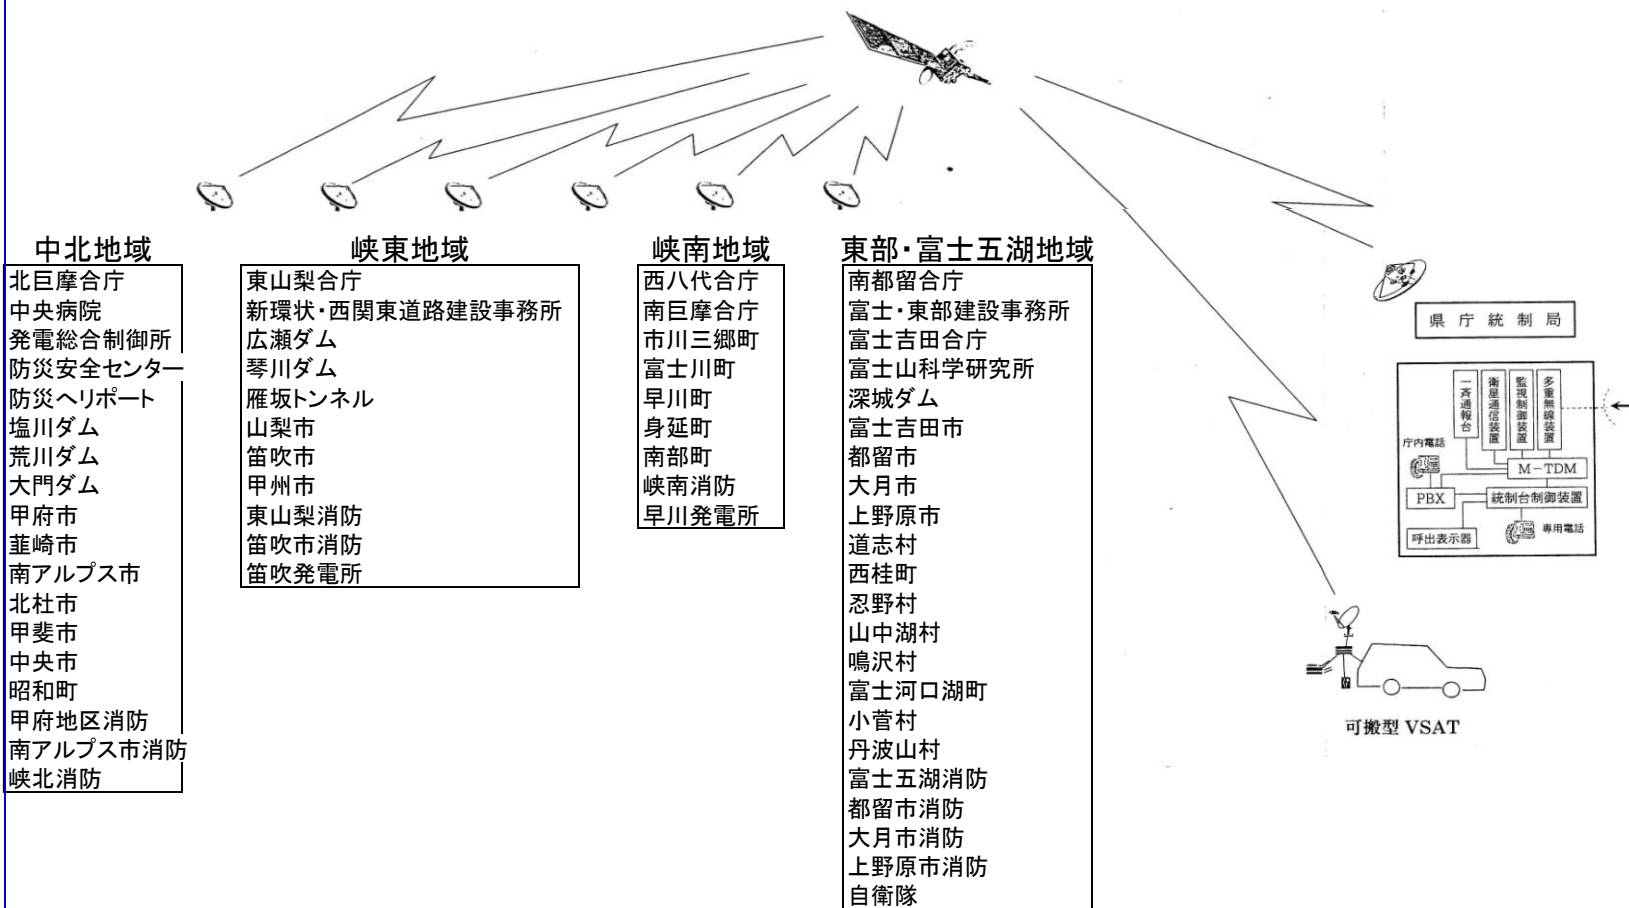 中北地域
北巨摩合庁
中央病院
発電総合制御所
防災安全センター
防災ヘリポート
塩川ダム
荒川ダム
大門ダム
甲府市
韮崎市
南アルプス市
北杜市
甲斐市
中央市
昭和町
甲府地区消防
南アルプス市消防
峡北消防
峡東地域
東山梨合庁
新環状・西関東道路建設事務所
広瀬ダム
琴川ダム
雁坂トンネル
山梨市
笛吹市
甲州市
東山梨消防
笛吹市消防
笛吹発電所
峡南地域
西八代合庁
南巨摩合庁
市川三郷町
富士川町
早川町
身延町
南部町
峡南消防
早川発電所
東部・富士五湖地域
南都留合庁
富士・東部建設事務所
富士吉田合庁
富士山科学研究所
深城ダム
富士吉田市
都留市
大月市
上野原市
道志村
西桂町
忍野村
山中湖村
鳴沢村
富士河口湖町
小菅村
丹波山村
富士五湖消防
都留市消防
大月市消防
上野原市消防
自衛隊
県庁統制局
一斉通報台
衛星通信装置
監視制御装置
多重無線装置
庁内電話
M-TDM
PBX
統制台制御装置
呼出表示器
専用電話
可搬型 VSAT